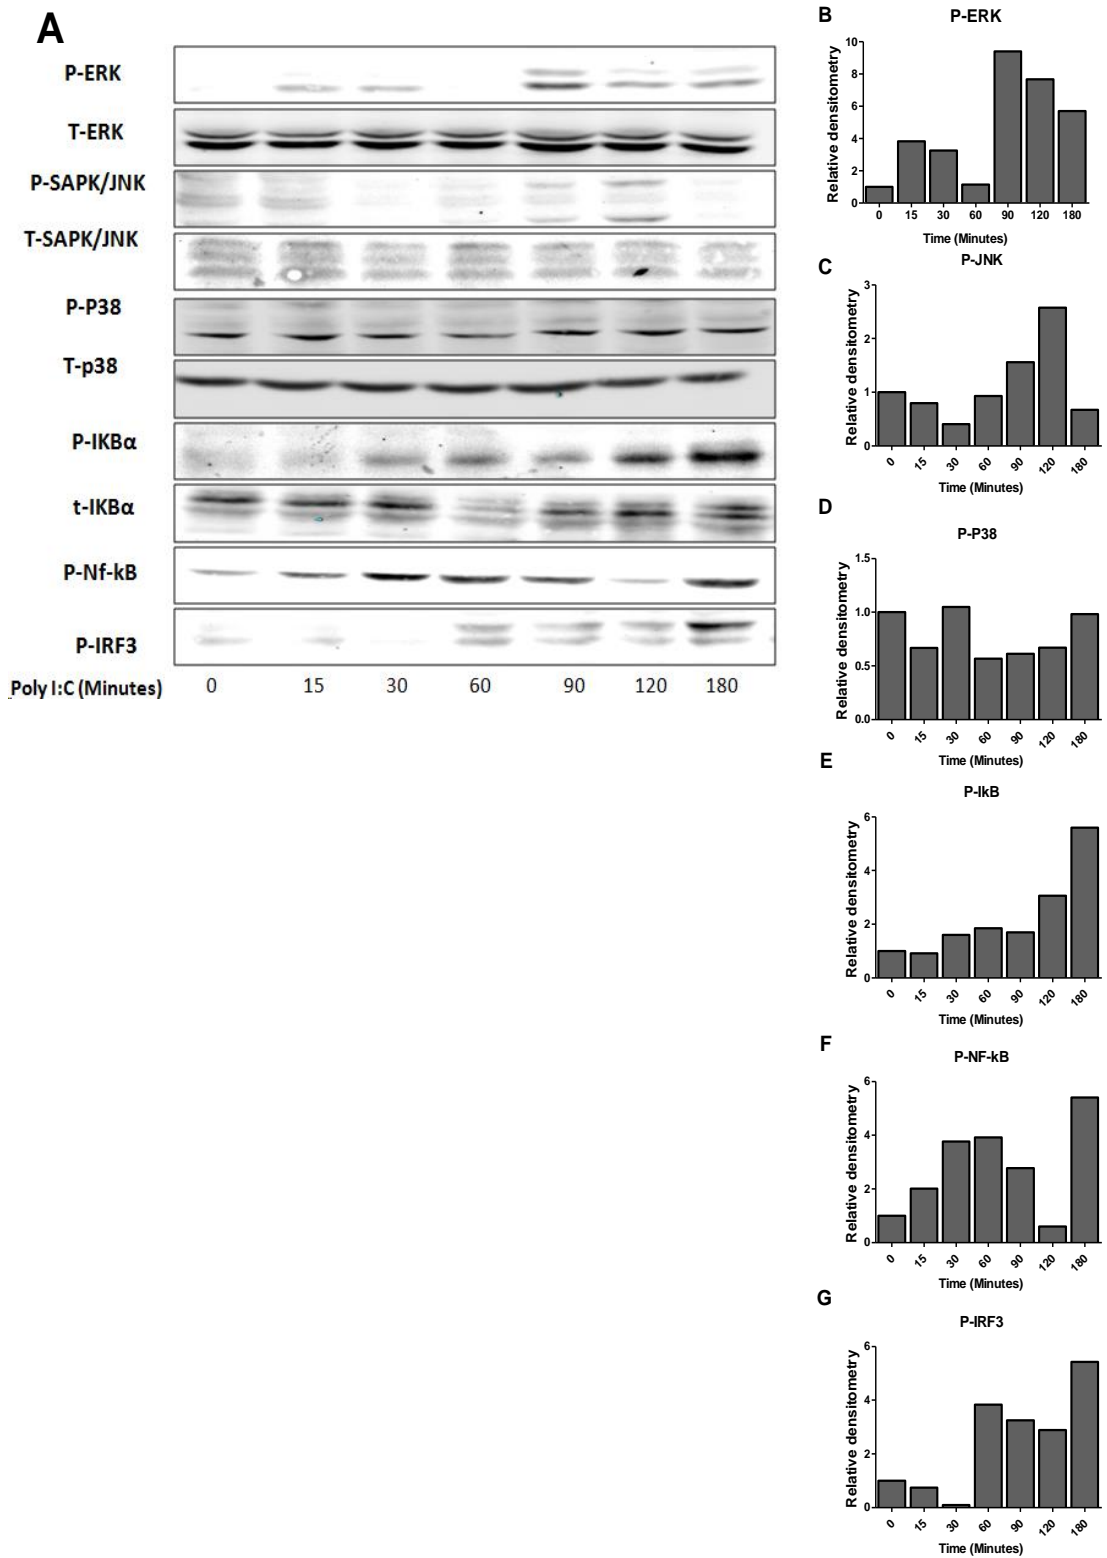 A
P-ERK
T-ERK
P-SAPK/JNK
T-SAPK/JNK
P-P38
T-p38
P-IKBα
t-IKBα
P-Nf-kB
P-IRF3
Poly I:C (Minutes) 0 15 30 60 90 120 180
B
P-ERK
Relative densitometry
10
8
6
4
2
0
0 15 30 60 90 120 180
Time (Minutes)
C
P-JNK
Relative densitometry
3
2
1
0
0 15 30 60 90 120 180
Time (Minutes)
D
P-P38
Relative densitometry
1.5
1.0
0.5
0.0
0 15 30 60 90 120 180
Time (Minutes)
E
P-IkB
Relative densitometry
6
4
2
0
0 15 30 60 90 120 180
Time (Minutes)
F
P-NF-kB
Relative densitometry
6
4
2
0
0 15 30 60 90 120 180
Time (Minutes)
G
P-IRF3
Relative densitometry
6
4
2
0
0 15 30 60 90 120 180
Time (Minutes)